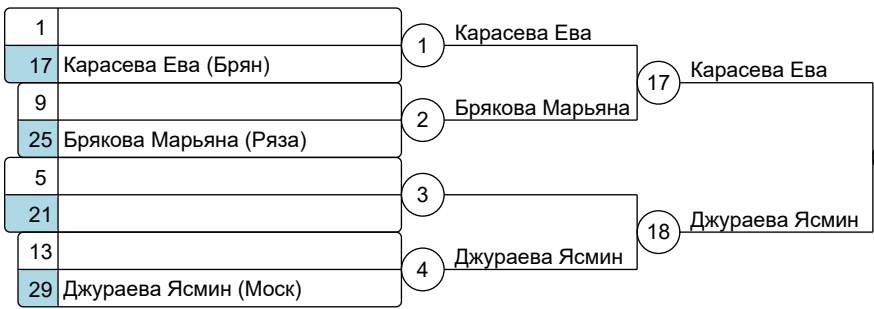 1
17 Карасева Ева (Брян)
1
Карасева Ева
9
25 Брякова Марьяна (Ряза)
2
Брякова Марьяна
17
Карасева Ева
5
21
3
13
29 Джураева Ясмин (Моск)
4
Джураева Ясмин
18
Джураева Ясмин